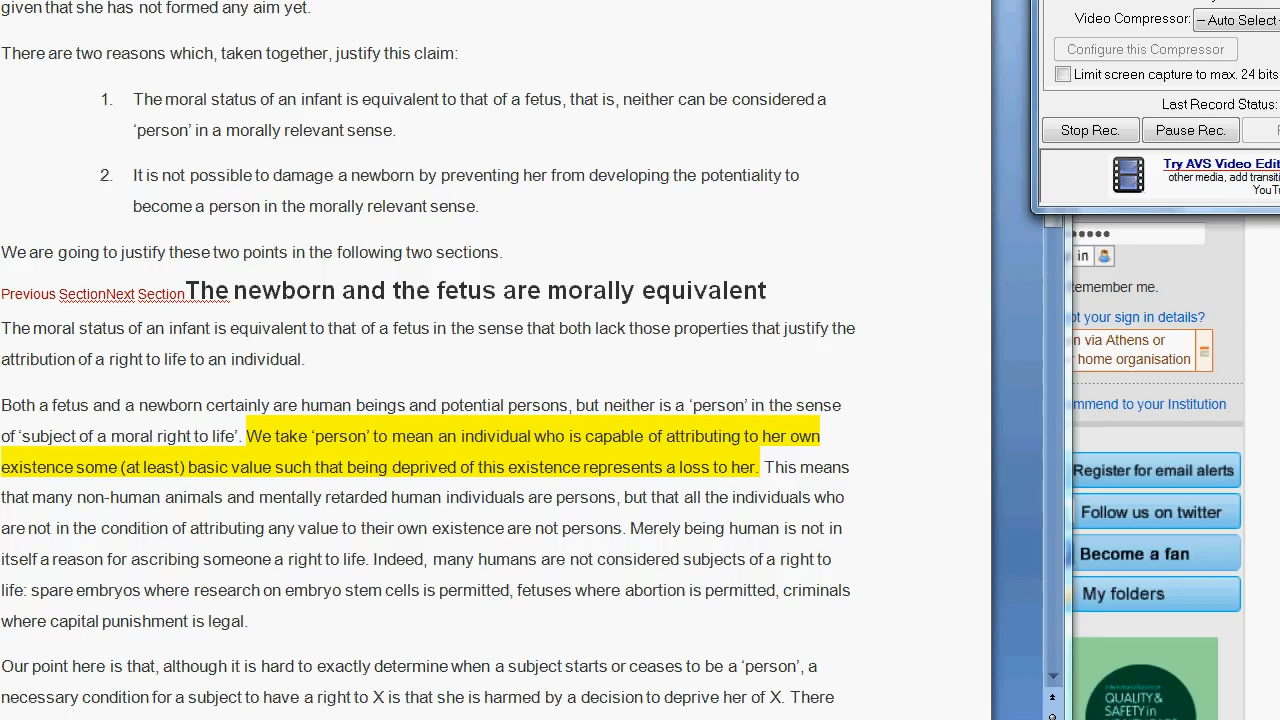 given that she has not formed any aim yet.
There are two reasons which, taken together, justify this claim:
1. The moral status of an infant is equivalent to that of a fetus, that is, neither can be considered a
‘person’ in a morally relevant sense.
2. It is not possible to damage a newborn by preventing her from developing the potentiality to
become a person in the morally relevant sense.
We are going to justify these two points in the following two sections.
Previous SectionNext SectionThe newborn and the fetus are morally equivalent
The moral status of an infant is equivalent to that of a fetus in the sense that both lack those properties that justify the
attribution of a right to life to an individual.
Both a fetus and a newborn certainly are human beings and potential persons, but neither is a ‘person’ in the sense
of ‘subject of a moral right to life’. We take ‘person’ to mean an individual who is capable of attributing to her own
existence some (at least) basic value such that being deprived of this existence represents a loss to her. This means
that many non-human animals and mentally retarded human individuals are persons, but that all the individuals who
are not in the condition of attributing any value to their own existence are not persons. Merely being human is not in
itself a reason for ascribing someone a right to life. Indeed, many humans are not considered subjects of a right to
life: spare embryos where research on embryo stem cells is permitted, fetuses where abortion is permitted, criminals
where capital punishment is legal.
Our point here is that, although it is hard to exactly determine when a subject starts or ceases to be a ‘person’, a
necessary condition for a subject to have a right to X is that she is harmed by a decision to deprive her of X. There
Video Compressor: -- Auto Select
Configure this Compressor
Limit screen capture to max. 24 bits
Last Record Status:
Stop Rec. Pause Rec.
Try AVS Video Edit
other media, add transiti
YouT
in
emember me.
ot your sign in details?
n via Athens or
home organisation
mmend to your Institution
Register for email alerts
Follow us on twitter
Become a fan
My folders
QUALITY &
SAFETY in